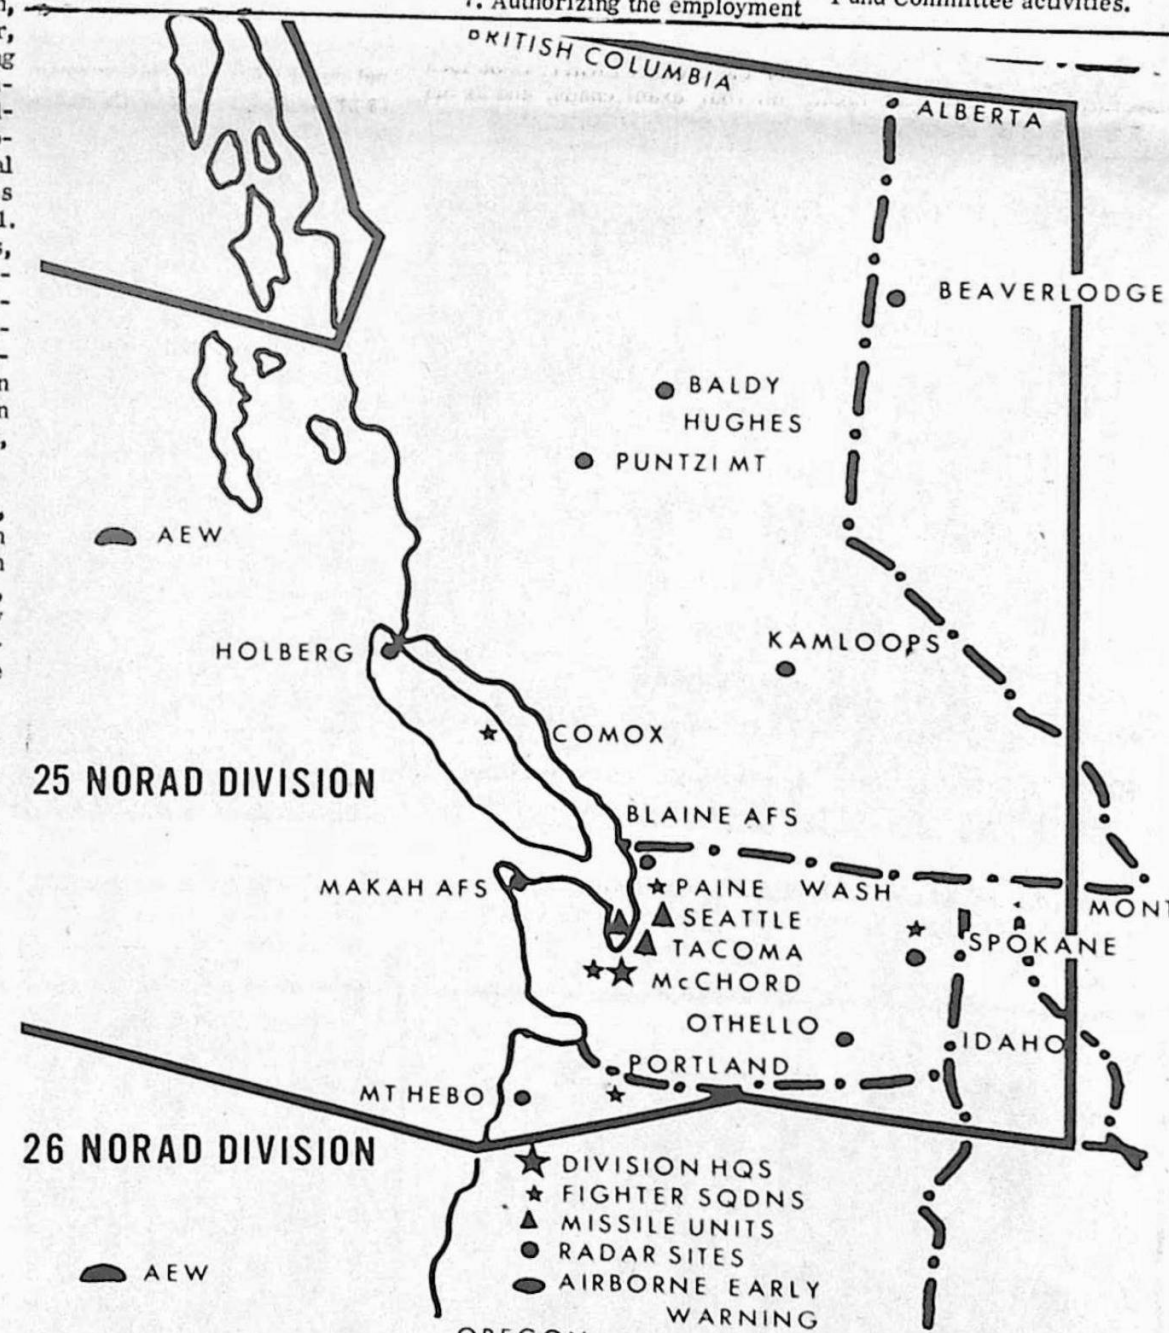 7. Authorizing the employment
and Committee activities.
BRITISH COLUMBIA
ALBERTA
BEAVERLODGE
BALDY
HUGHES
PUNTZI MT
AEW
KAMLOOPS
HOLBERG
COMOX
25 NORAD DIVISION
BLAINE AFS
MAKAH AFS
PAINE WASH
MONT
SEATTLE
SPOKANE
TACOMA
McCHORD
OTHELLO
IDAHO
PORTLAND
MT HEBO
26 NORAD DIVISION
DIVISION HQS
FIGHTER SQDNS
MISSILE UNITS
RADAR SITES
AEW
AIRBORNE EARLY
WARNING
OREGON